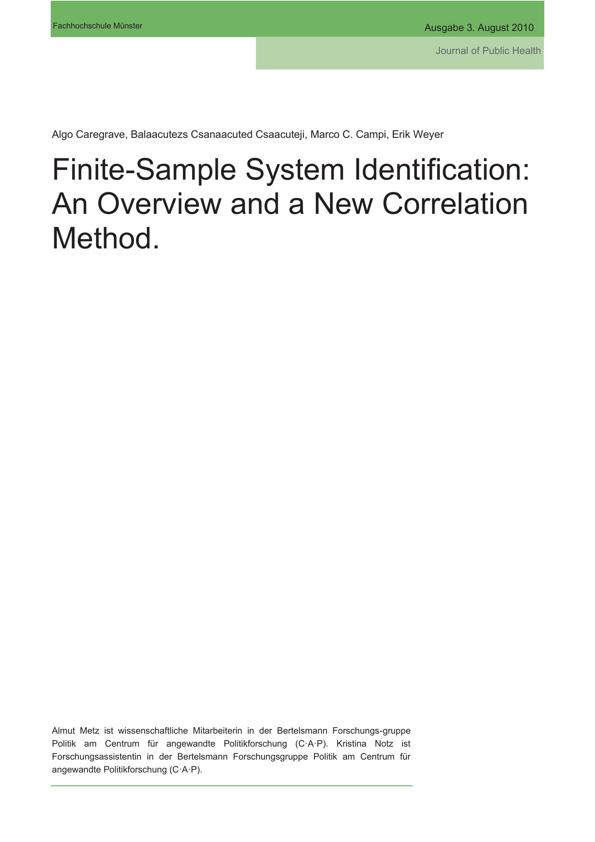 Fachhochschule Münster
Ausgabe 3. August 2010
Journal of Public Health
Algo Caregrave, Balaacutezs Csanaacuted Csaacuteji, Marco C. Campi, Erik Weyer
Finite-Sample System Identification:
An Overview and a New Correlation
Method.
Almut Metz ist wissenschaftliche Mitarbeiterin in der Bertelsmann Forschungs-gruppe
Politik am Centrum für angewandte Politikforschung (C·A·P). Kristina Notz ist
Forschungsassistentin in der Bertelsmann Forschungsgruppe Politik am Centrum für
angewandte Politikforschung (C·A·P).